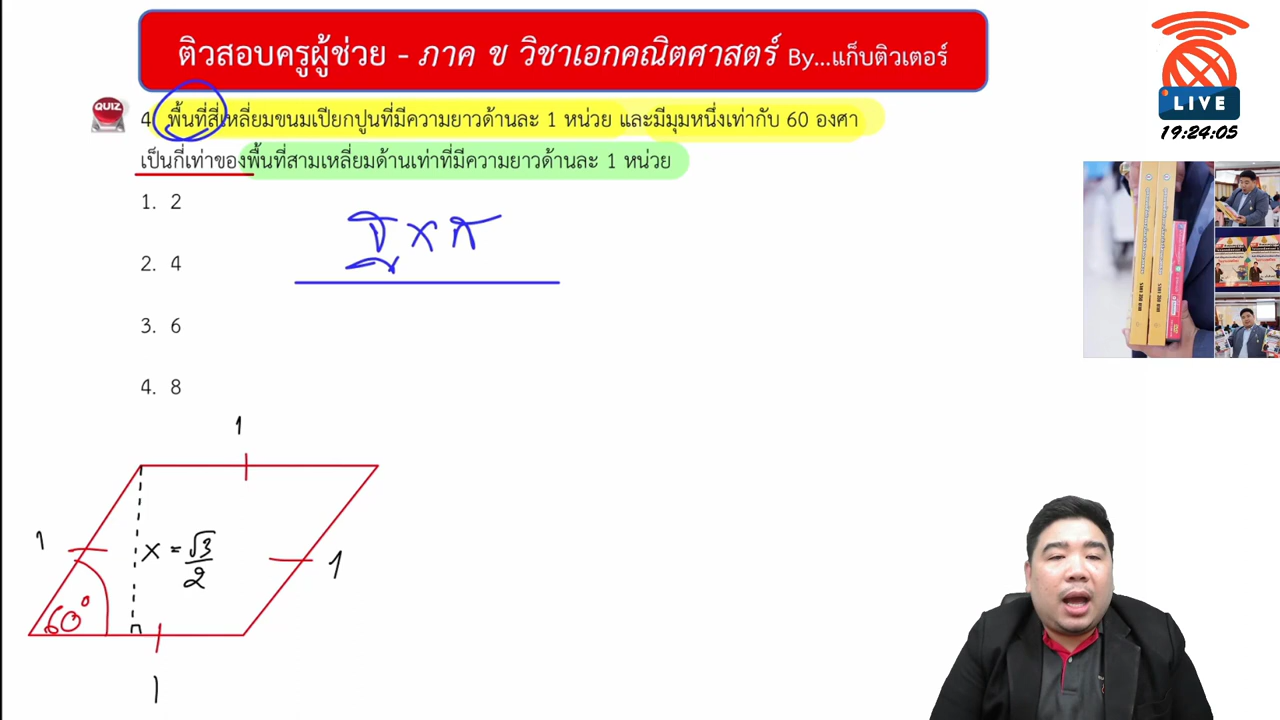 ติวสอบครูผู้ช่วย - ภาค ข วิชาเอกคณิตศาสตร์ By...แก็บติวเตอร์
LIVE
19:24:05
QUIZ
4 พื้นที่สี่เหลี่ยมขนมเปียกปูนที่มีความยาวด้านละ 1 หน่วย และมีมุมหนึ่งเท่ากับ 60 องศา
เป็นกี่เท่าของพื้นที่สามเหลี่ยมด้านเท่าที่มีความยาวด้านละ 1 หน่วย
1. 2
ฐ × ส
2. 4
3. 6
4. 8
1
1
x = √3/2
1
60°
1